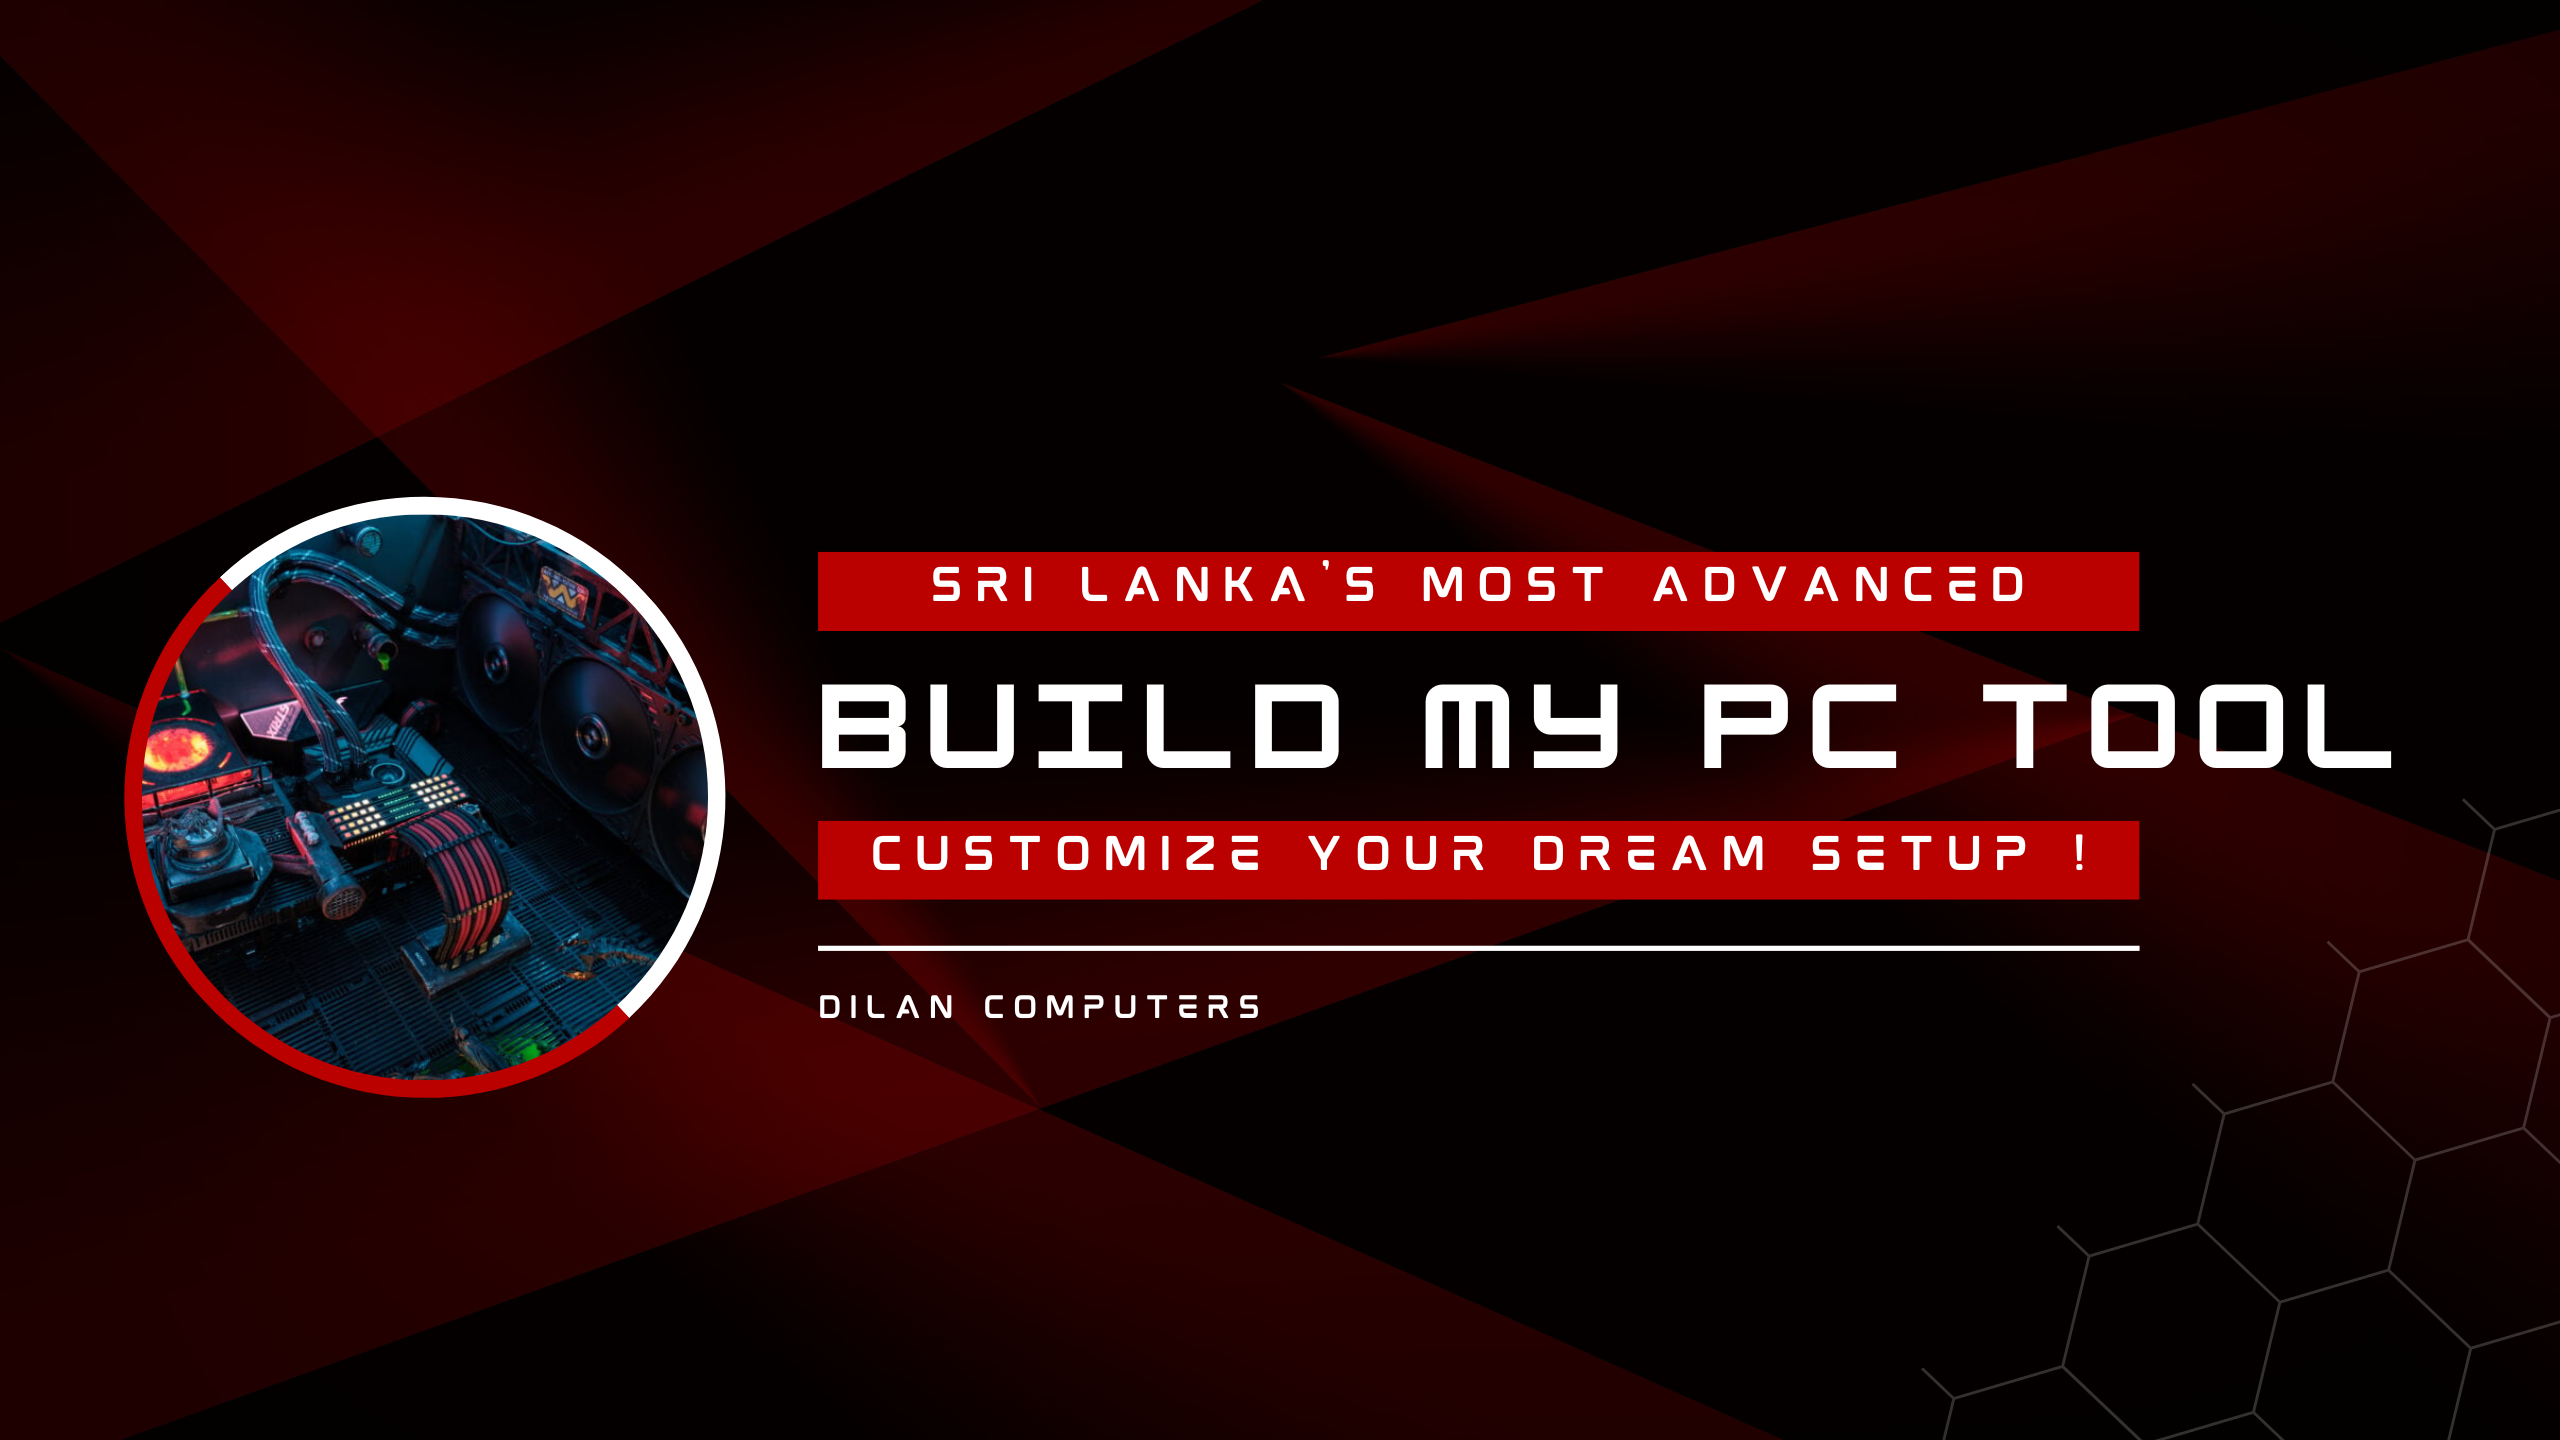 SRI LANKA'S MOST ADVANCED
BUILD MY PC TOOL
CUSTOMIZE YOUR DREAM SETUP !
DILAN COMPUTERS